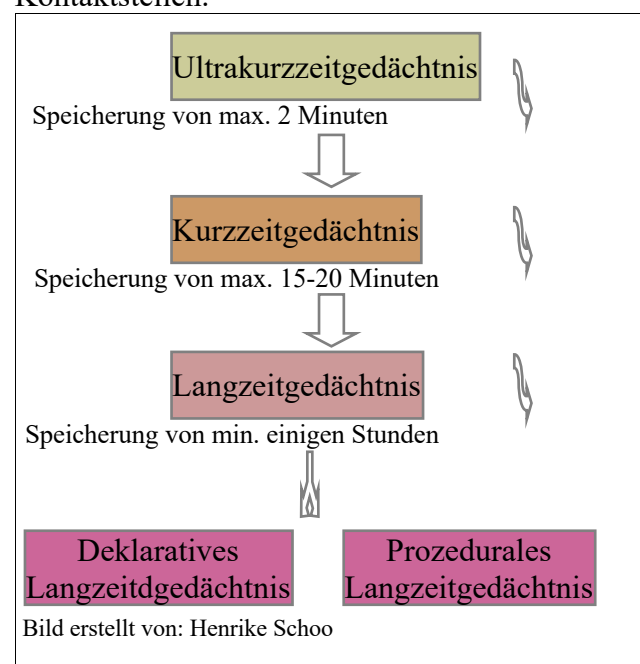 Kontaktstellen.
Ultrakurzzeitgedächtnis
Speicherung von max. 2 Minuten
Kurzzeitgedächtnis
Speicherung von max. 15-20 Minuten
Langzeitgedächtnis
Speicherung von min. einigen Stunden
Deklaratives
Langzeitdgedächtnis
Prozedurales
Langzeitgedächtnis
Bild erstellt von: Henrike Schoo